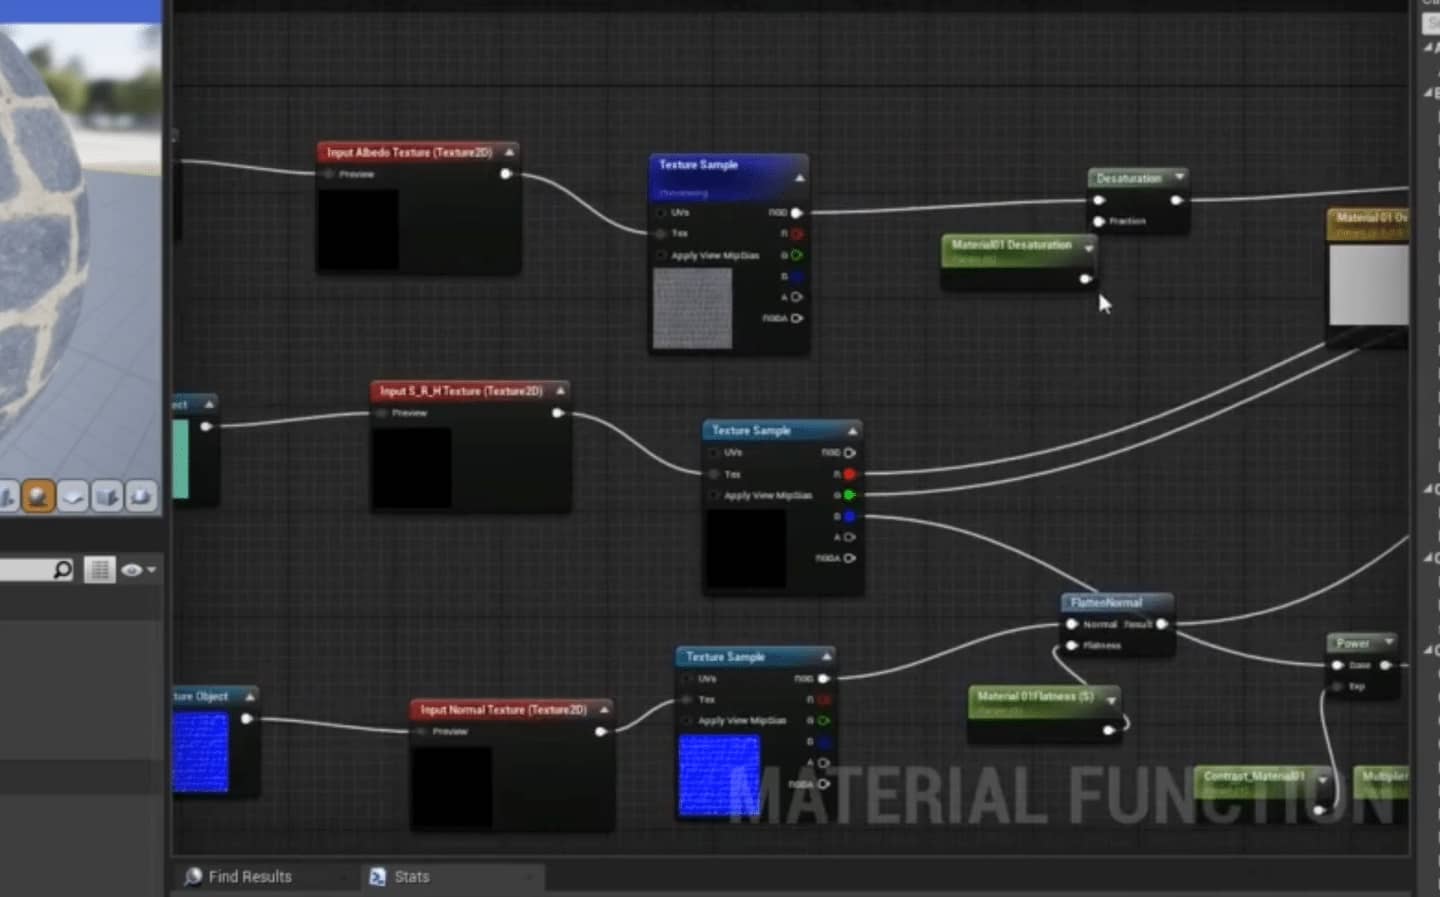 Input Albedo Texture (Texture2D)
Preview
Texture Sample
Previewing
UVs
RGB
Tex
R
Apply View MipBias
G
B
A
RGBA
Desaturation
Fraction
Material01 Desaturation
Material 01
Input S_R_H Texture (Texture2D)
Preview
Texture Sample
UVs
RGB
Tex
R
Apply View MipBias
G
B
A
RGBA
FlattenNormal
Normal Result
Flatness
Texture Sample
UVs
RGB
Tex
R
Apply View MipBias
G
B
A
RGBA
Power
Base
Exp
ture Object
Input Normal Texture (Texture2D)
Preview
Material 01Flatness (S)
Contrast_Material01
Multiplier
MATERIAL FUNCTION
Find Results
Stats